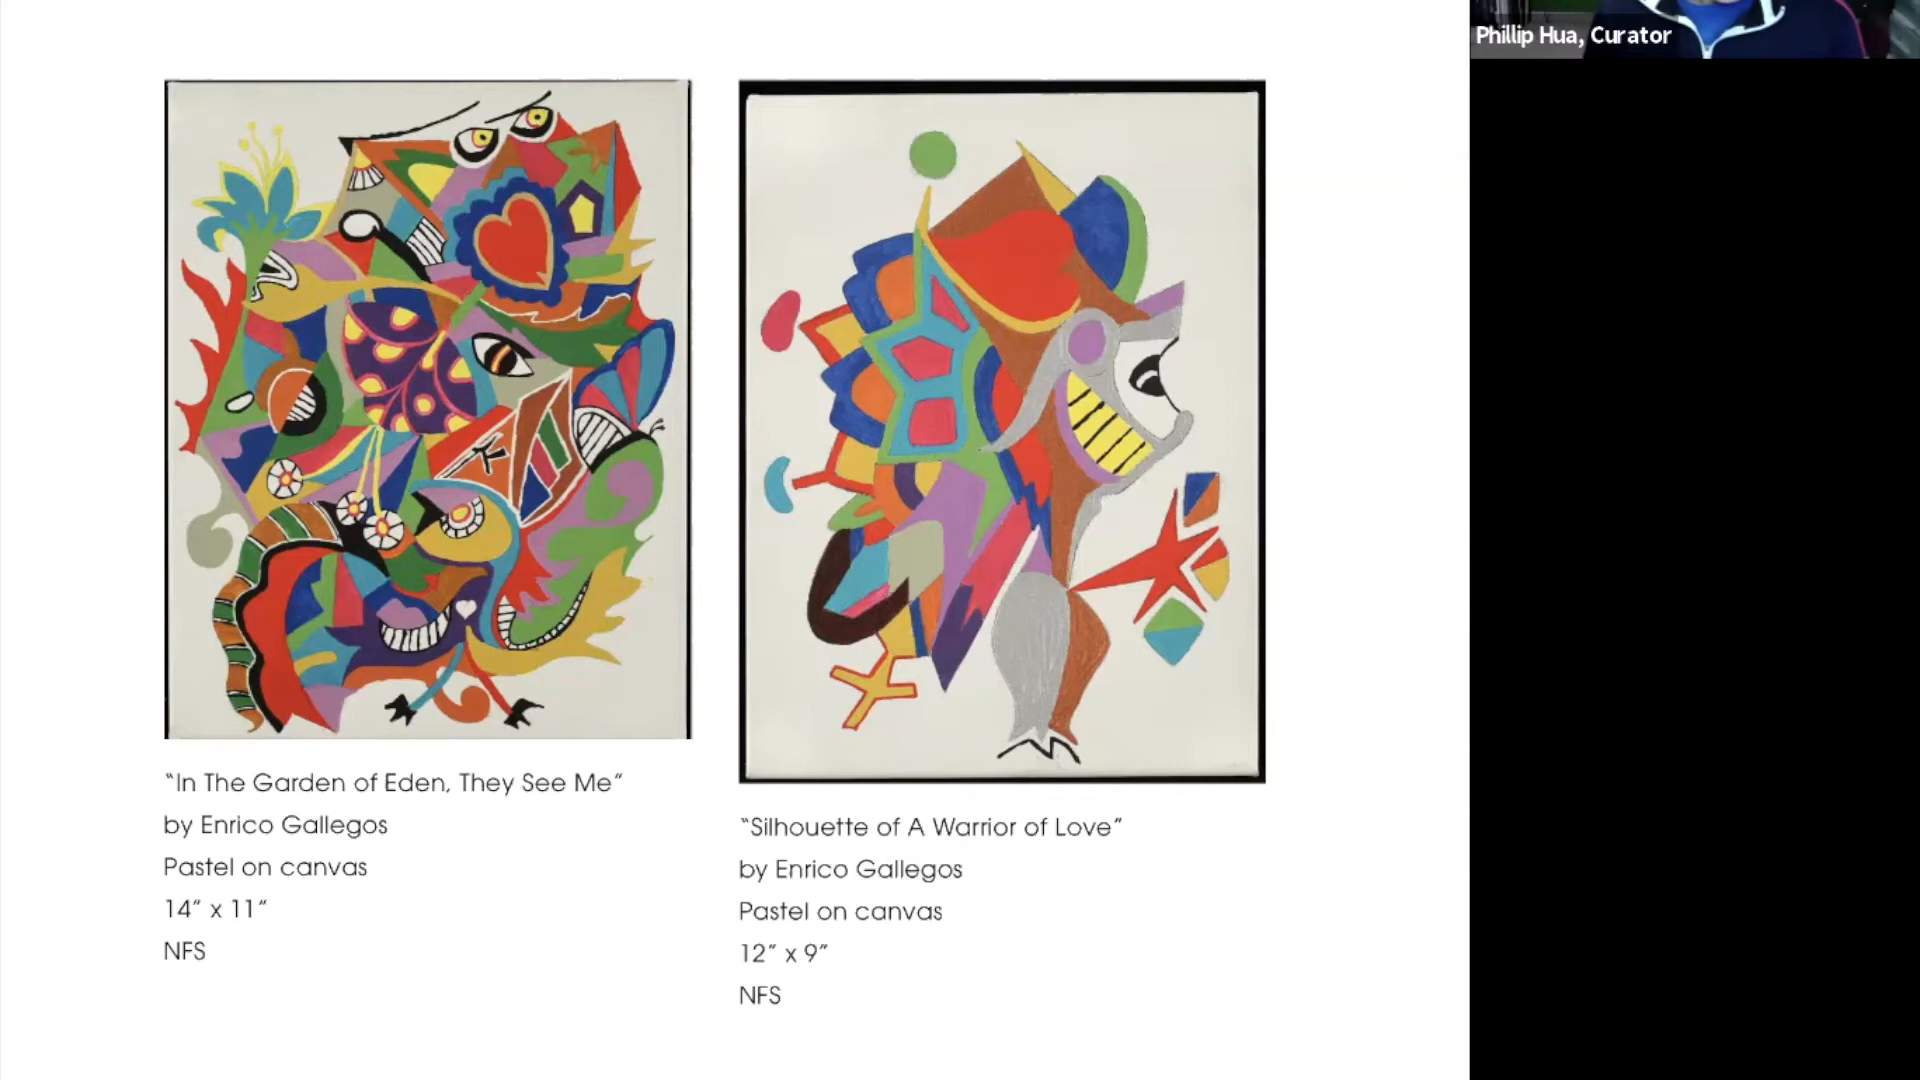 Phillip Hua, Curator
“In The Garden of Eden, They See Me”
by Enrico Gallegos
Pastel on canvas
14” x 11”
NFS
“Silhouette of A Warrior of Love”
by Enrico Gallegos
Pastel on canvas
12” x 9”
NFS